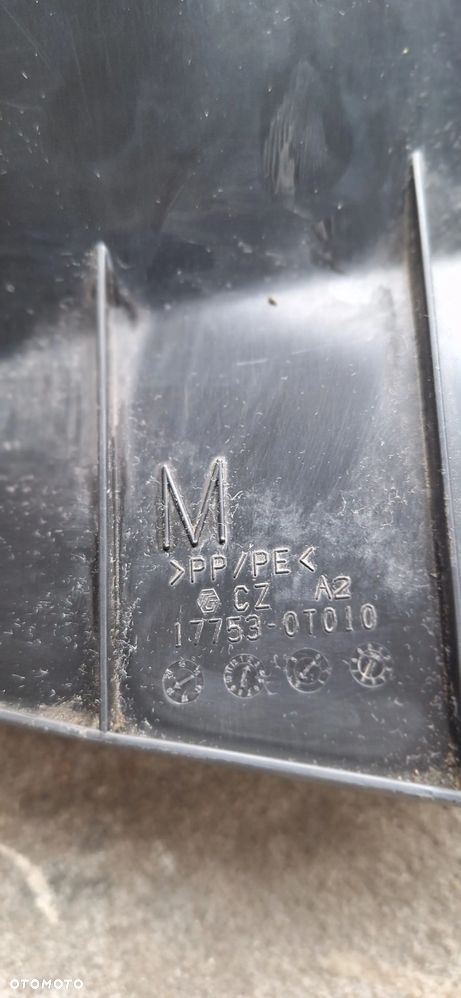 M
>PP/PE<
CZ A2
17753-0T010
OTOMOTO